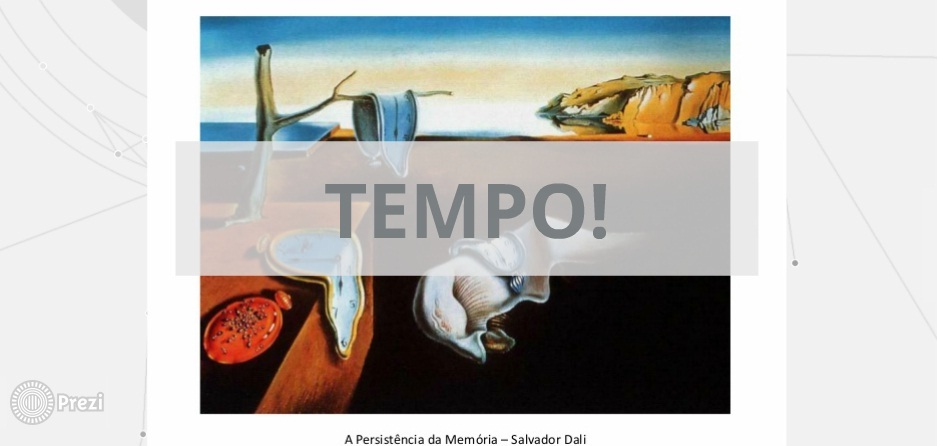 TEMPO!
Prezi
A Persistência da Memória – Salvador Dali